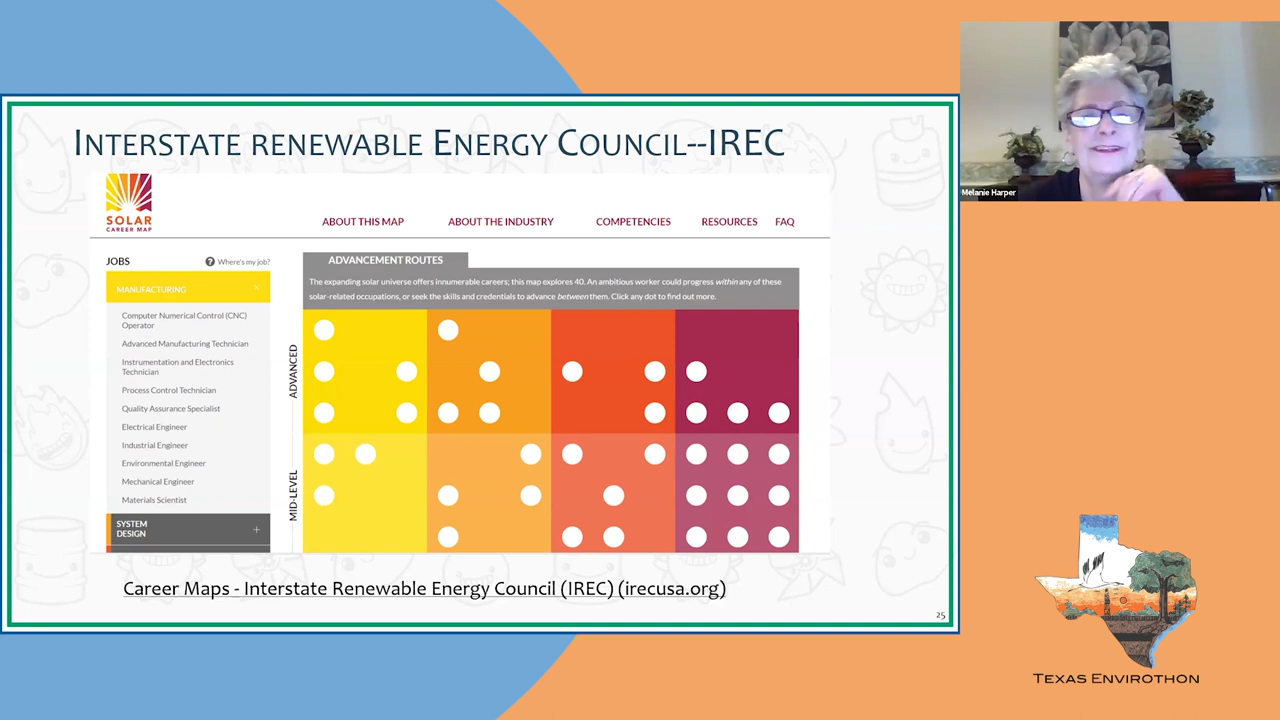 INTERSTATE RENEWABLE ENERGY COUNCIL--IREC
SOLAR
CAREER MAP
ABOUT THIS MAP
ABOUT THE INDUSTRY
COMPETENCIES
RESOURCES
FAQ
JOBS
? Where's my job?
MANUFACTURING ×
Computer Numerical Control (CNC)
Operator
Advanced Manufacturing Technician
Instrumentation and Electronics
Technician
Process Control Technician
Quality Assurance Specialist
Electrical Engineer
Industrial Engineer
Environmental Engineer
Mechanical Engineer
Materials Scientist
SYSTEM
DESIGN +
ADVANCEMENT ROUTES
The expanding solar universe offers innumerable careers; this map explores 40. An ambitious worker could progress within any of these
solar-related occupations, or seek the skills and credentials to advance between them. Click any dot to find out more.
ADVANCED
MID-LEVEL
Career Maps - Interstate Renewable Energy Council (IREC) (irecusa.org)
25
Melanie Harper
TEXAS ENVIROTHON